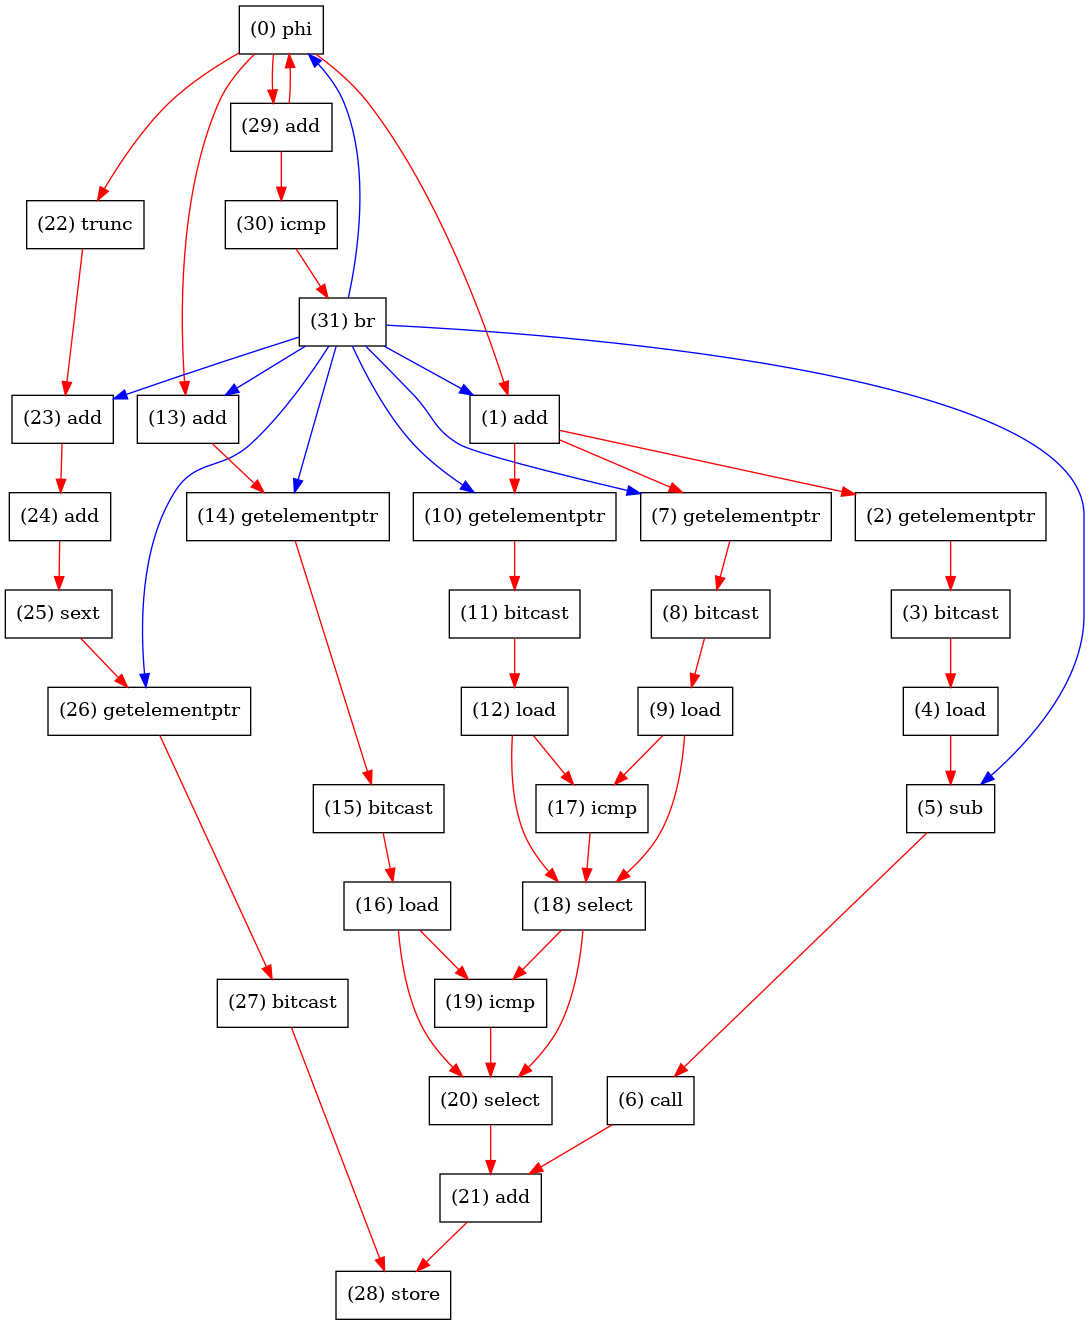 (0) phi
(29) add
(22) trunc
(30) icmp
(31) br
(23) add
(13) add
(1) add
(24) add
(14) getelementptr
(10) getelementptr
(7) getelementptr
(2) getelementptr
(25) sext
(11) bitcast
(8) bitcast
(3) bitcast
(26) getelementptr
(12) load
(9) load
(4) load
(15) bitcast
(17) icmp
(5) sub
(16) load
(18) select
(27) bitcast
(19) icmp
(20) select
(6) call
(21) add
(28) store